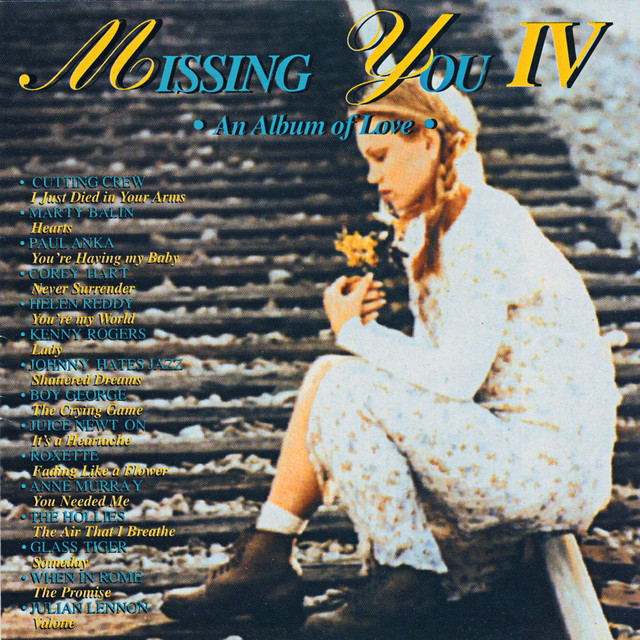 MISSING YOU IV
• An Album of Love •
• CUTTING CREW
I Just Died in Your Arms
• MARTY BALIN
Hearts
• PAUL ANKA
You're Having my Baby
• COREY HART
Never Surrender
• HELEN REDDY
You're my World
• KENNY ROGERS
Lady
• JOHNNY HATES JAZZ
Shattered Dreams
• BOY GEORGE
The Crying Game
• JUICE NEWT ON
It's a Heartache
• ROXETTE
Fading Like a Flower
• ANNE MURRAY
You Needed Me
• THE HOLLIES
The Air That I Breathe
• GLASS TIGER
Someday
• WHEN IN ROME
The Promise
• JULIAN LENNON
Valone